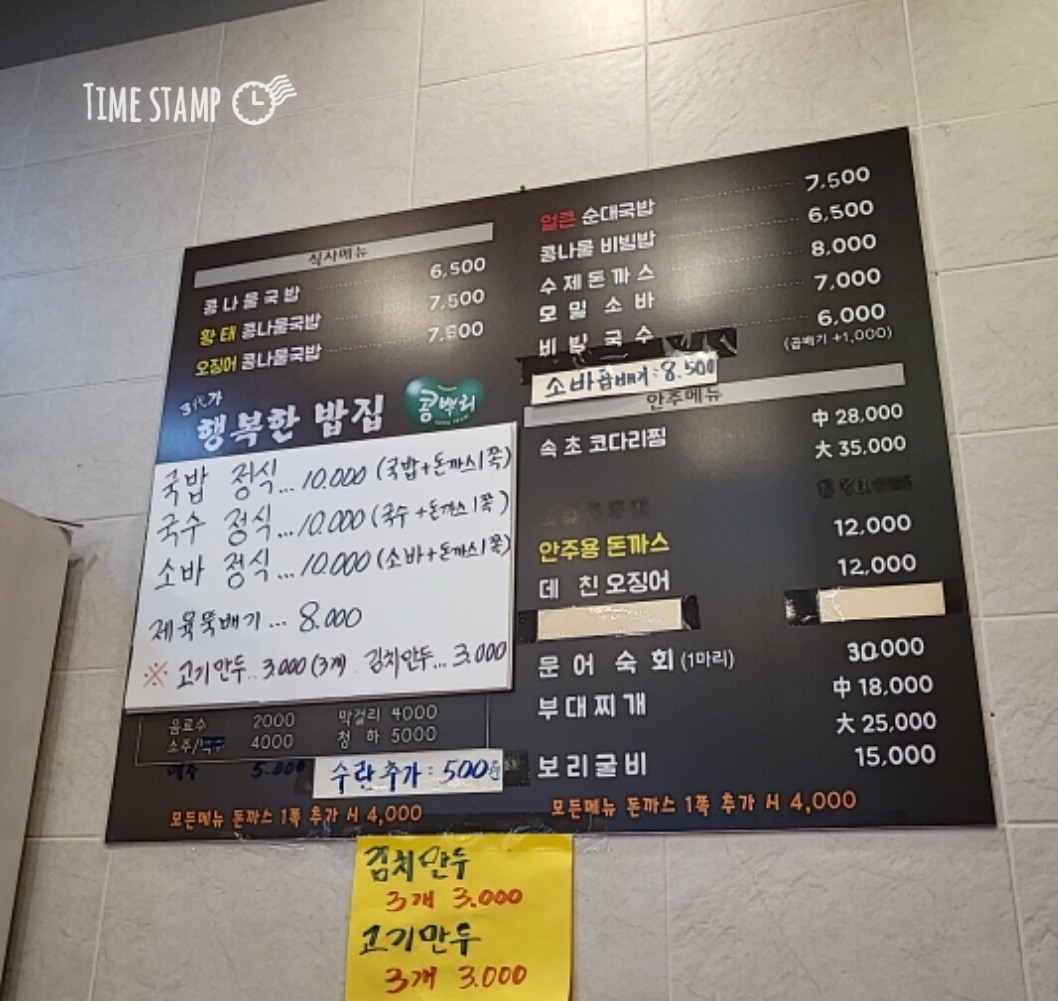 TIME STAMP
식사메뉴
콩나물국밥 6,500
황태 콩나물국밥 7,500
오징어 콩나물국밥 7,500
3代가
행복한 밥집
콩뿌리
국밥 정식...10.000 (국밥+돈까스1쪽)
국수 정식...10.000 (국수+돈까스1쪽)
소바 정식...10.000 (소바+돈까스1쪽)
제육뚝배기... 8.000
※ 고기만두.. 3.000 (3개) . 김치만두... 3.000
음료수 2000 막걸리 4000
소주/ 4000 청하 5000
맥주 5.000 수란추가 : 500원
모든메뉴 돈까스 1쪽 추가 시 4,000
얼큰 순대국밥 7,500
콩나물 비빔밥 6,500
수제돈까스 8,000
모밀소바 7,000
비빔국수 6,000
(곱배기 +1,000)
소바곱배기:8.500
안주메뉴
속초 코다리찜 中 28,000
大 35,000
안주용 돈까스 12,000
데친 오징어 12,000
문어숙회 (1마리) 30,000
부대찌개 中 18,000
大 25,000
보리굴비 15,000
모든메뉴 돈까스 1쪽 추가 시 4,000
김치만두
3개 3.000
고기만두
3개 3.000